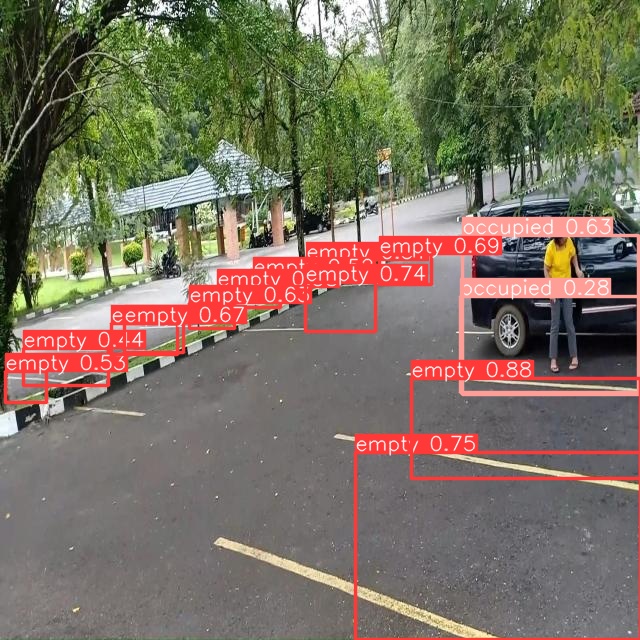 occupied 0.63
empty 0.69
empty 0.74
empty
occupied 0.28
empty 0.63
empty 0.67
empty 0.44
empty 0.53
empty 0.88
empty 0.75